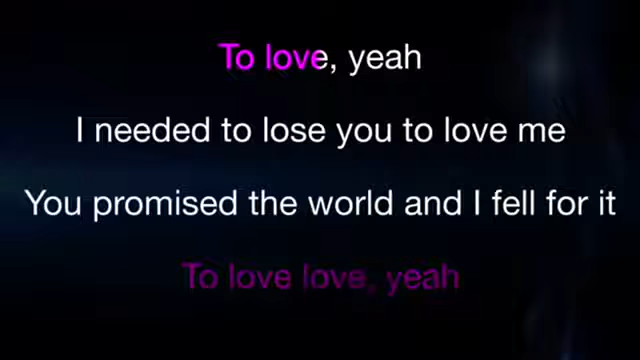 To love, yeah
I needed to lose you to love me
You promised the world and I fell for it
To love love, yeah